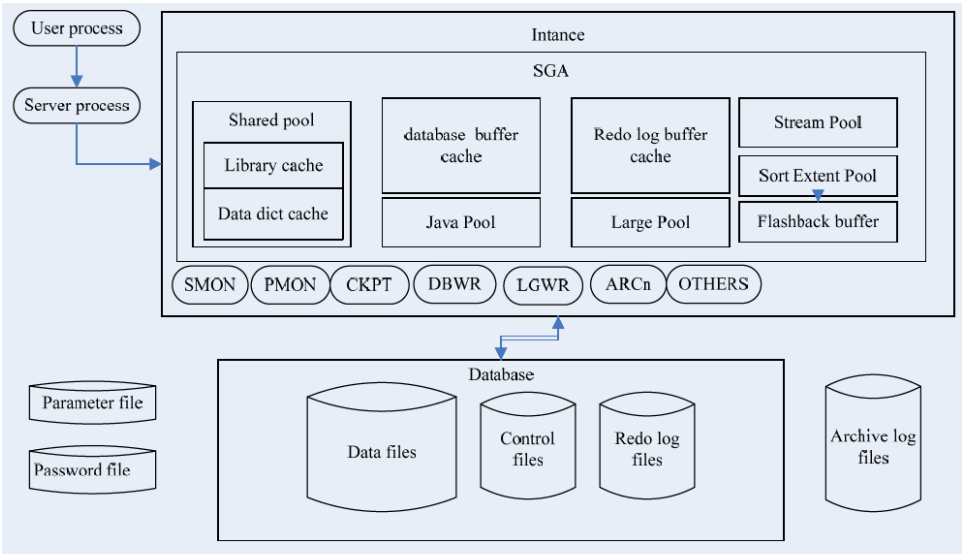 User process
Server process
Intance
SGA
Shared pool
Library cache
Data dict cache
database buffer
cache
Java Pool
Redo log buffer
cache
Large Pool
Stream Pool
Sort Extent Pool
Flashback buffer
SMON
PMON
CKPT
DBWR
LGWR
ARCn
OTHERS
Database
Parameter file
Password file
Data files
Control
files
Redo log
files
Archive log
files